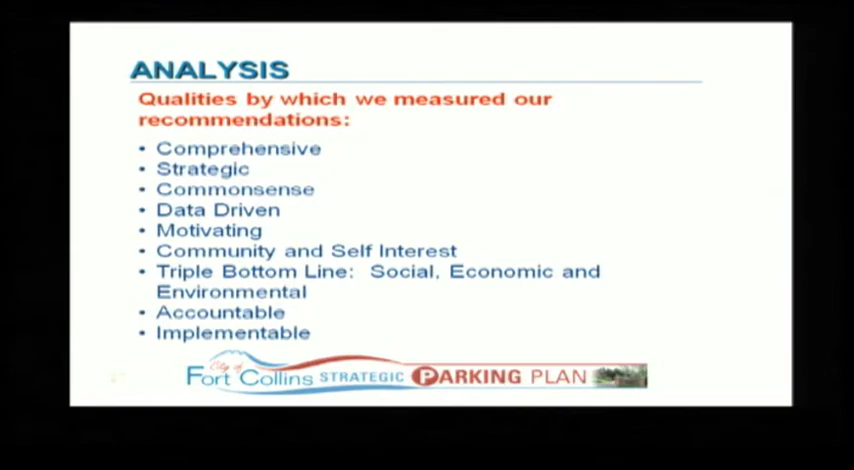 ANALYSIS
Qualities by which we measured our
recommendations:
• Comprehensive
• Strategic
• Commonsense
• Data Driven
• Motivating
• Community and Self Interest
• Triple Bottom Line: Social, Economic and
Environmental
• Accountable
• Implementable
City of
Fort Collins STRATEGIC PARKING PLAN